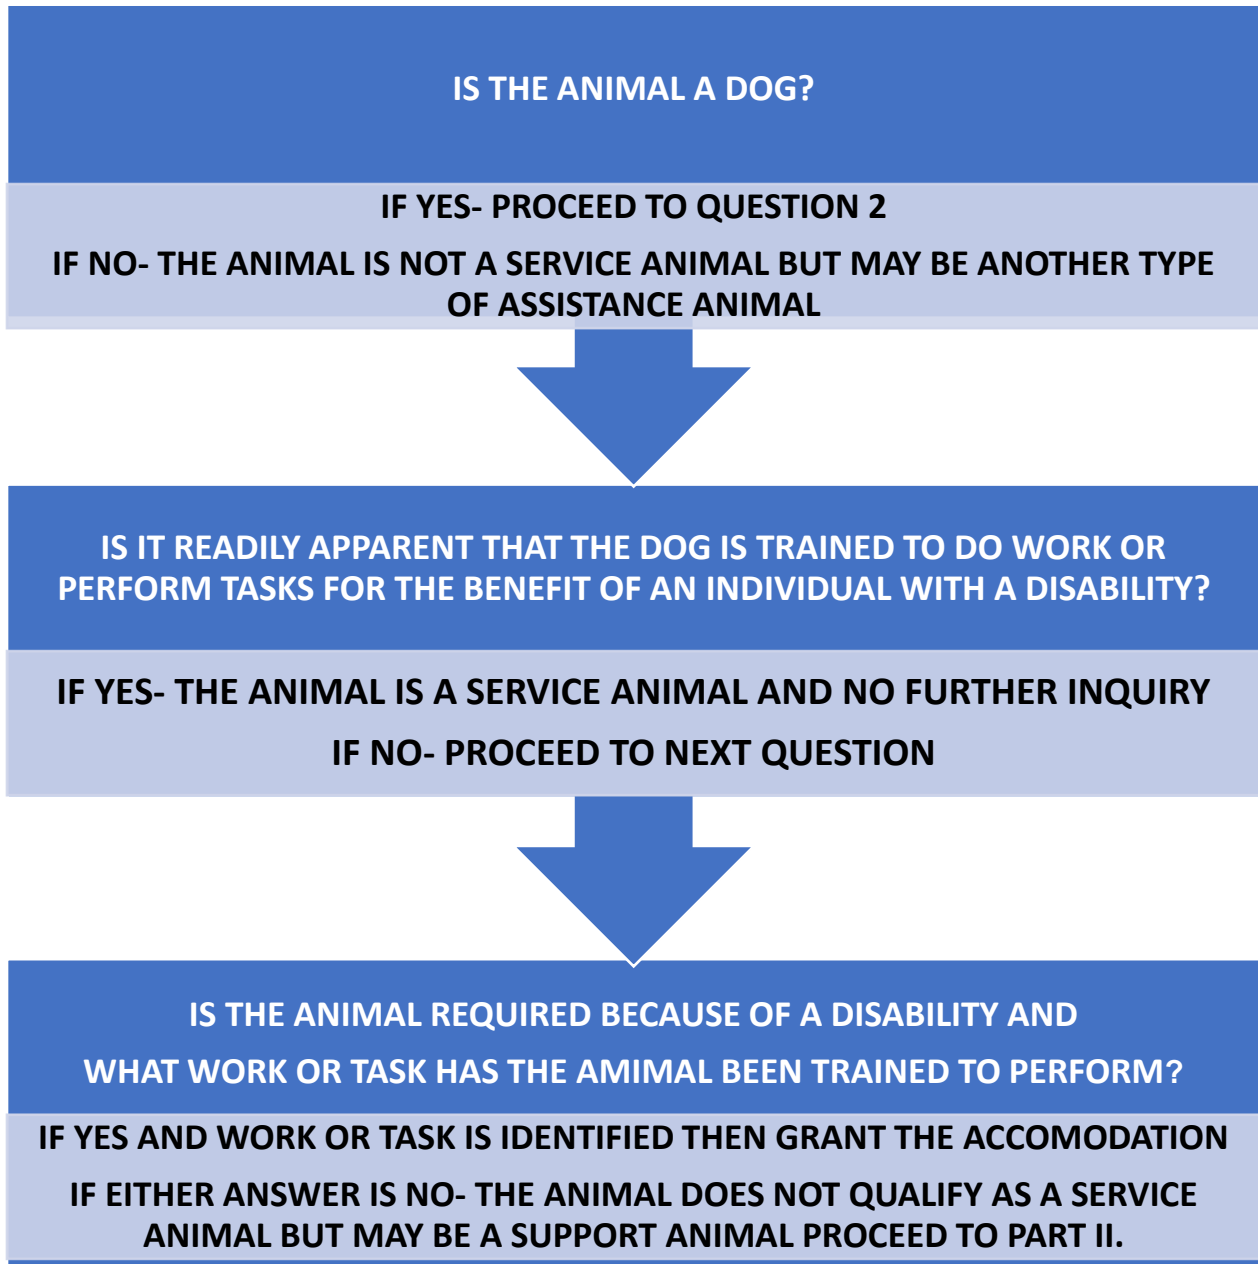 IS THE ANIMAL A DOG?
IF YES- PROCEED TO QUESTION 2
IF NO- THE ANIMAL IS NOT A SERVICE ANIMAL BUT MAY BE ANOTHER TYPE
OF ASSISTANCE ANIMAL
IS IT READILY APPARENT THAT THE DOG IS TRAINED TO DO WORK OR
PERFORM TASKS FOR THE BENEFIT OF AN INDIVIDUAL WITH A DISABILITY?
IF YES- THE ANIMAL IS A SERVICE ANIMAL AND NO FURTHER INQUIRY
IF NO- PROCEED TO NEXT QUESTION
IS THE ANIMAL REQUIRED BECAUSE OF A DISABILITY AND
WHAT WORK OR TASK HAS THE AMIMAL BEEN TRAINED TO PERFORM?
IF YES AND WORK OR TASK IS IDENTIFIED THEN GRANT THE ACCOMODATION
IF EITHER ANSWER IS NO- THE ANIMAL DOES NOT QUALIFY AS A SERVICE
ANIMAL BUT MAY BE A SUPPORT ANIMAL PROCEED TO PART II.